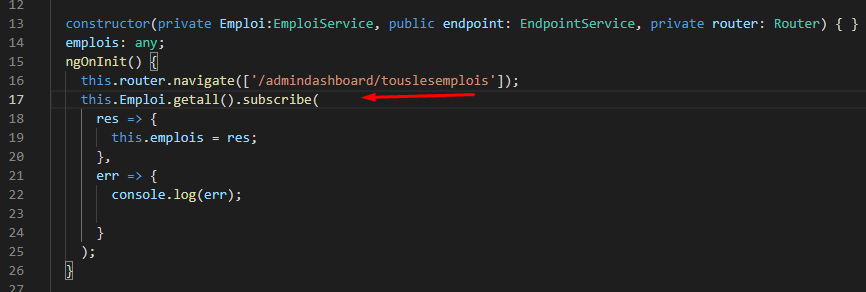 12
13 constructor(private Emploi:EmploiService, public endpoint: EndpointService, private router: Router) { }
14 emplois: any;
15 ngOnInit() {
16 this.router.navigate(['/admindashboard/touslesemplois']);
17 this.Emploi.getall().subscribe(
18 res => {
19 this.emplois = res;
20 },
21 err => {
22 console.log(err);
23
24 }
25 );
26 }
27